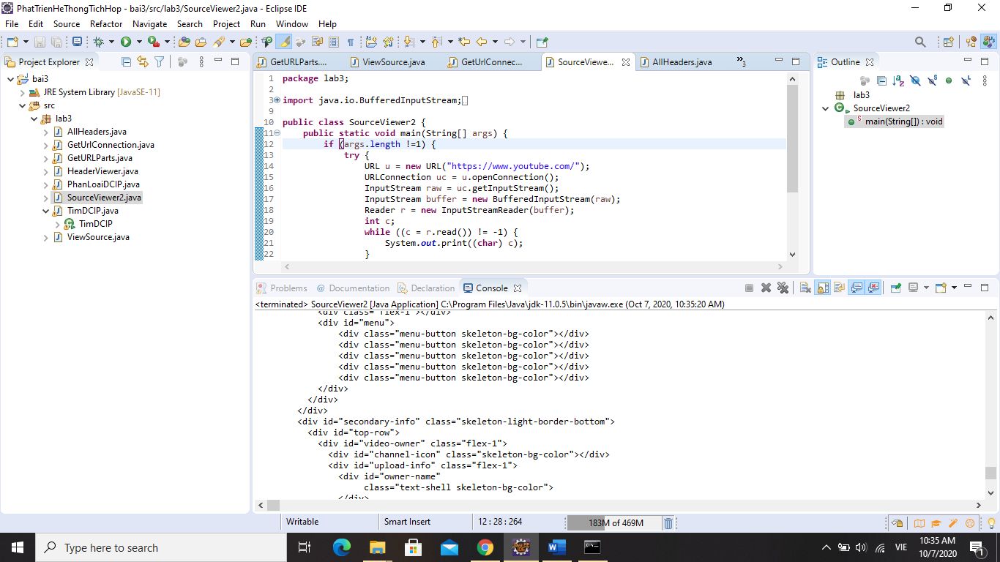 PhatTrienHeThongTichHop - bai3/src/lab3/SourceViewer2.java - Eclipse IDE
File Edit Source Refactor Navigate Search Project Run Window Help
Project Explorer
bai3
JRE System Library [JavaSE-11]
src
lab3
AllHeaders.java
GetUrlConnection.java
GetURLParts.java
HeaderViewer.java
PhanLoaiDCIP.java
SourceViewer2.java
TimDCIP.java
TimDCIP
ViewSource.java
GetURLParts.... ViewSource.java GetUrlConnec... SourceViewe... AllHeaders.java »3
1 package lab3;
2
3 import java.io.BufferedInputStream;
9
10 public class SourceViewer2 {
11 public static void main(String[] args) {
12 if (args.length !=1) {
13 try {
14 URL u = new URL("https://www.youtube.com/");
15 URLConnection uc = u.openConnection();
16 InputStream raw = uc.getInputStream();
17 InputStream buffer = new BufferedInputStream(raw);
18 Reader r = new InputStreamReader(buffer);
19 int c;
20 while ((c = r.read()) != -1) {
21 System.out.print((char) c);
22 }
Outline
lab3
SourceViewer2
main(String[]) : void
Problems @ Documentation Declaration Console
<terminated> SourceViewer2 [Java Application] C:\Program Files\Java\jdk-11.0.5\bin\javaw.exe (Oct 7, 2020, 10:35:20 AM)
<div class="flex-1"></div>
<div id="menu">
<div class="menu-button skeleton-bg-color"></div>
<div class="menu-button skeleton-bg-color"></div>
<div class="menu-button skeleton-bg-color"></div>
<div class="menu-button skeleton-bg-color"></div>
<div class="menu-button skeleton-bg-color"></div>
</div>
</div>
</div>
<div id="secondary-info" class="skeleton-light-border-bottom">
<div id="top-row">
<div id="video-owner" class="flex-1">
<div id="channel-icon" class="skeleton-bg-color"></div>
<div id="upload-info" class="flex-1">
<div id="owner-name"
class="text-shell skeleton-bg-color">
</div>
Writable Smart Insert 12 : 28 : 264 183M of 469M
Type here to search
VIE
10:35 AM
10/7/2020
1